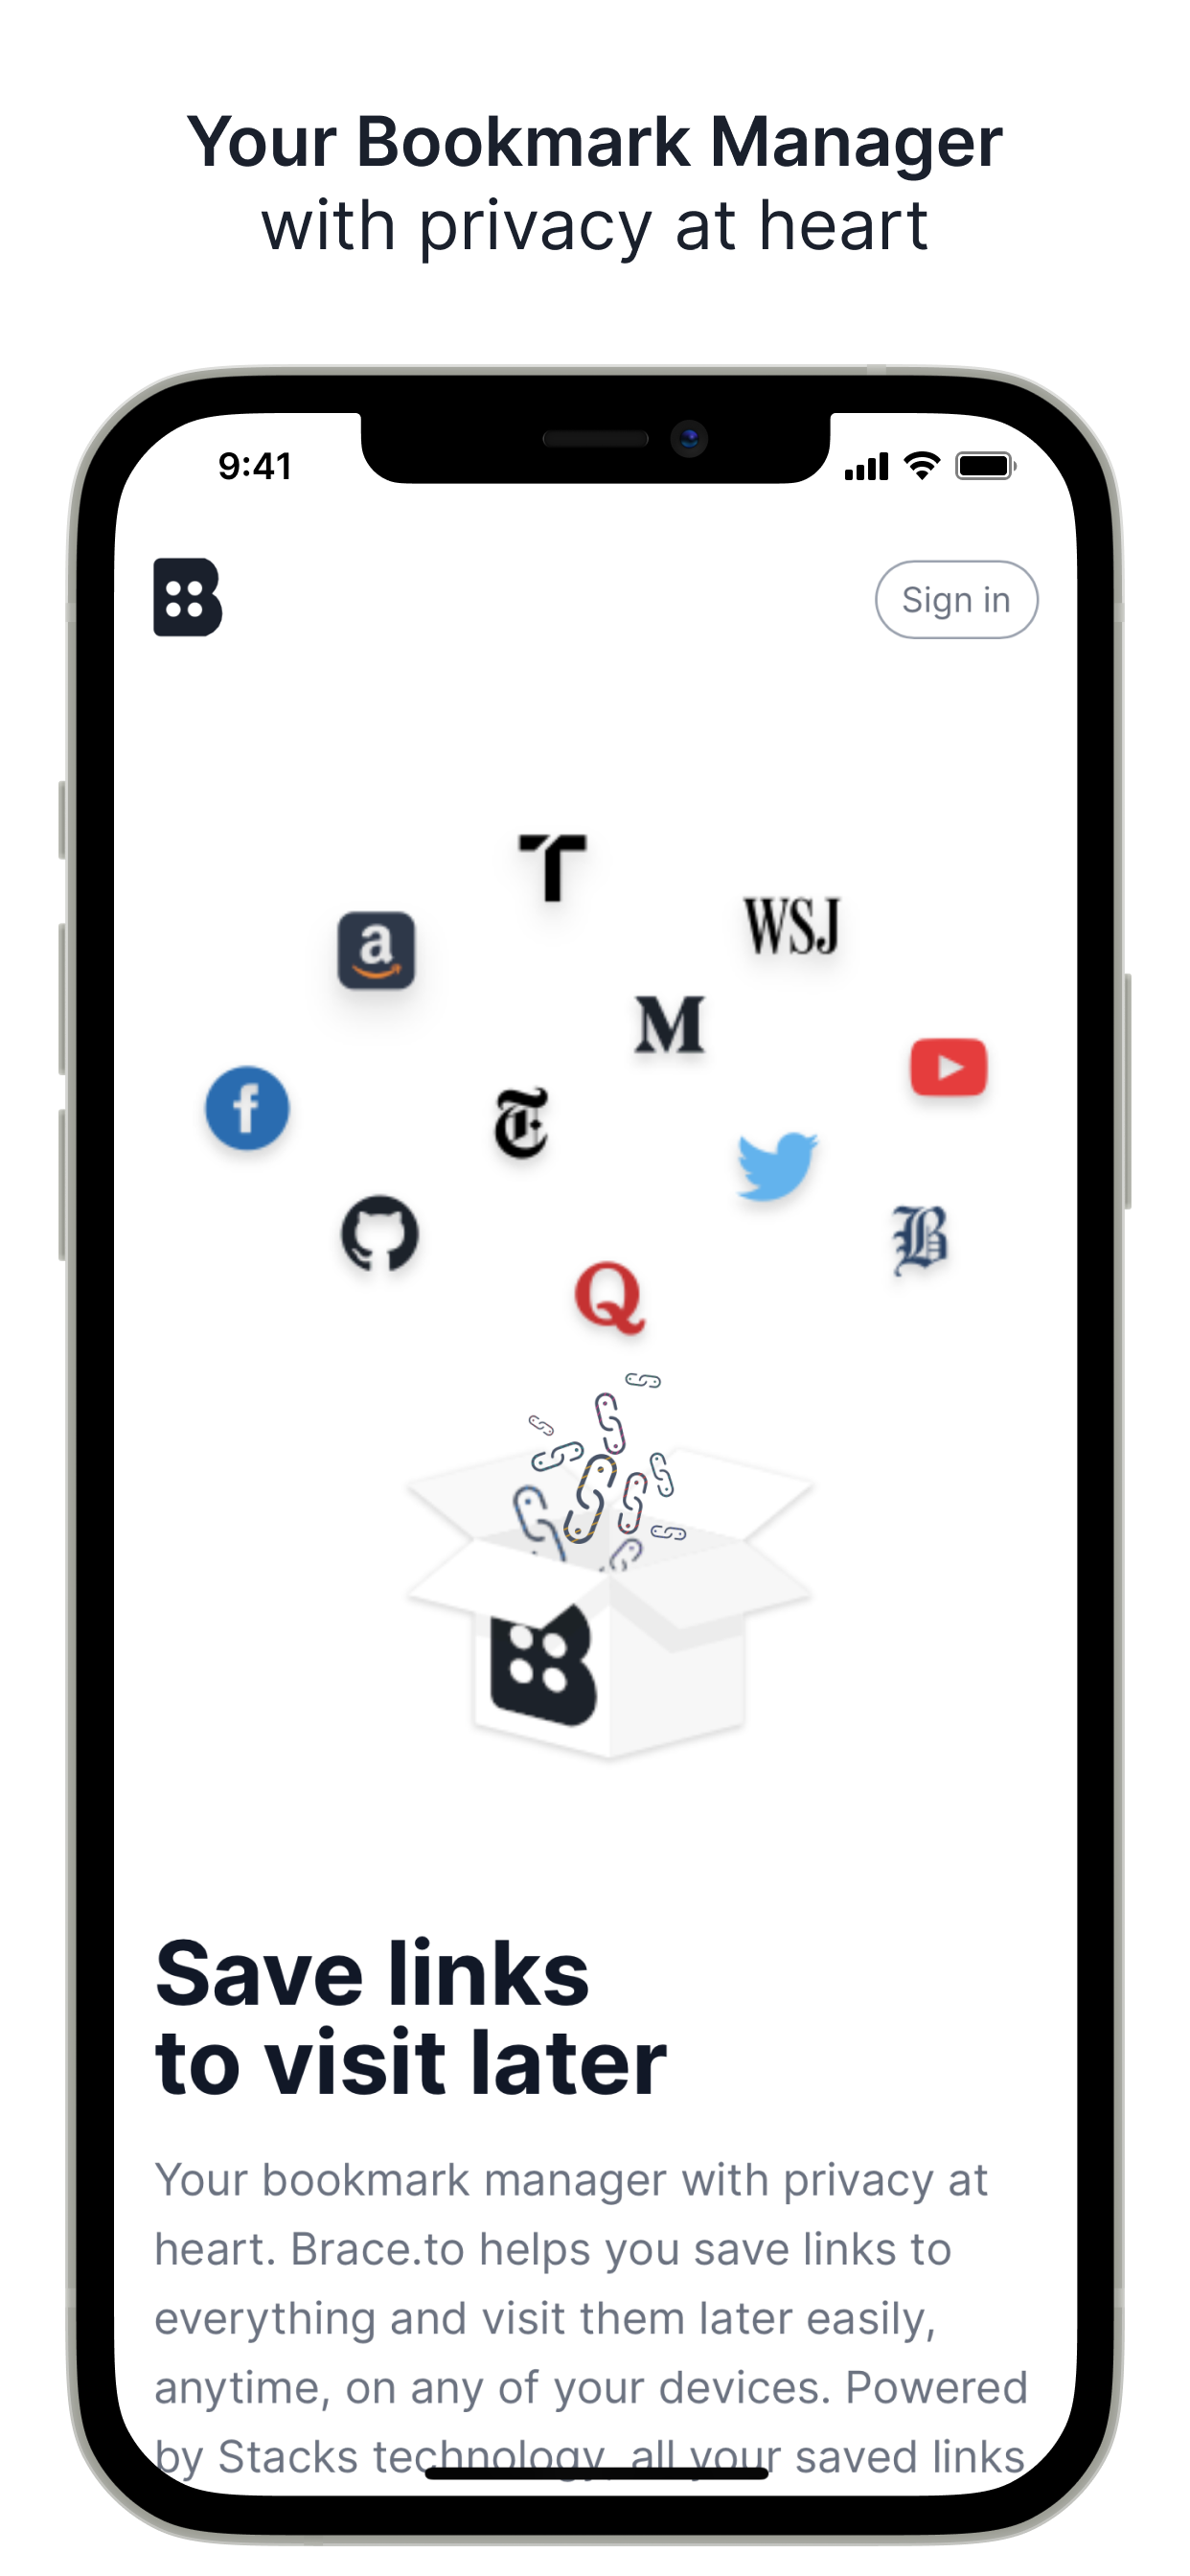 Your Bookmark Manager
with privacy at heart
9:41
B
Sign in
T
a
WSJ
M
f
T
B
Q
B
Save links
to visit later
Your bookmark manager with privacy at
heart. Brace.to helps you save links to
everything and visit them later easily,
anytime, on any of your devices. Powered
by Stacks technology, all your saved links